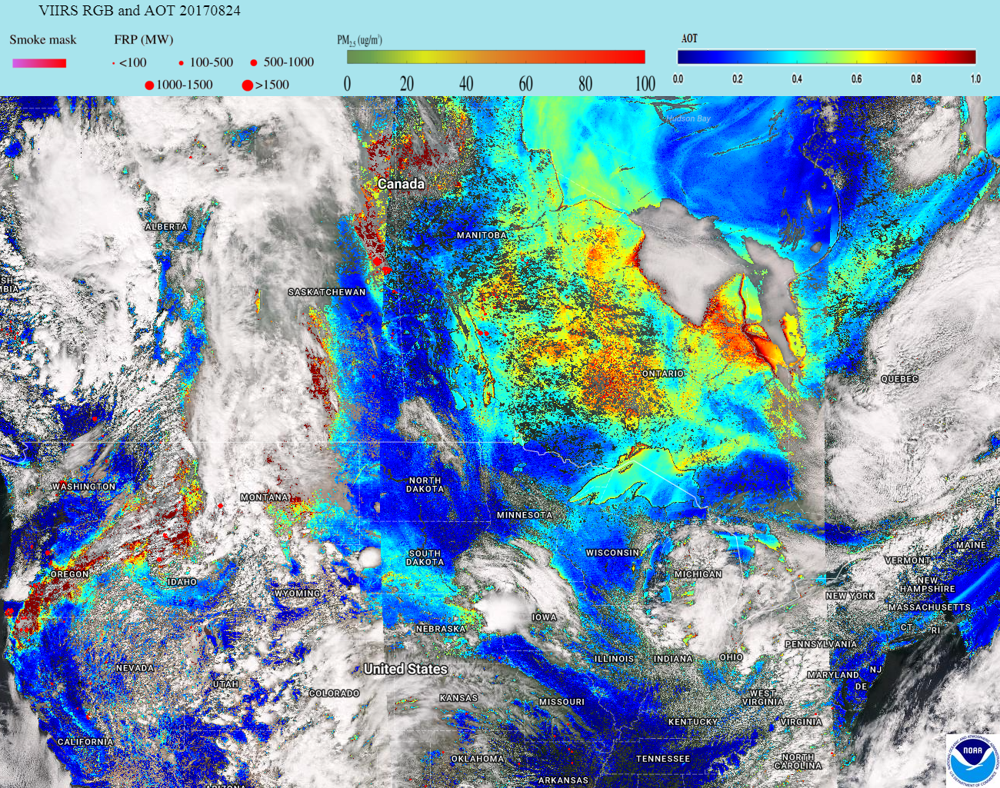 VIIRS RGB and AOT 20170824
Smoke mask
FRP (MW)
<100
100-500
500-1000
1000-1500
>1500
PM2.5 (ug/m³)
0 20 40 60 80 100
AOT
0.0 0.2 0.4 0.6 0.8 1.0
Hudson Bay
Canada
ALBERTA
MANITOBA
SASKATCHEWAN
ONTARIO
QUEBEC
WASHINGTON
NORTH
DAKOTA
MONTANA
MINNESOTA
OREGON
IDAHO
SOUTH
DAKOTA
WISCONSIN
MICHIGAN
MAINE
VERMONT
NEW
HAMPSHIRE
WYOMING
NEW YORK
MASSACHUSETTS
IOWA
NEBRASKA
CT
RI
PENNSYLVANIA
NEVADA
United States
ILLINOIS
INDIANA
OHIO
NJ
MARYLAND
DE
UTAH
COLORADO
KANSAS
MISSOURI
WEST
VIRGINIA
KENTUCKY
VIRGINIA
CALIFORNIA
OKLAHOMA
TENNESSEE
NORTH
CAROLINA
ARKANSAS
NOAA